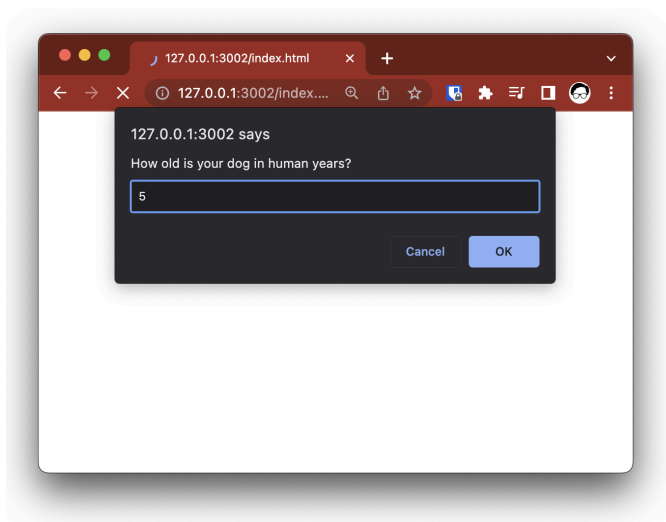 127.0.0.1:3002/index.html
127.0.0.1:3002/index....
127.0.0.1:3002 says
How old is your dog in human years?
5
Cancel OK